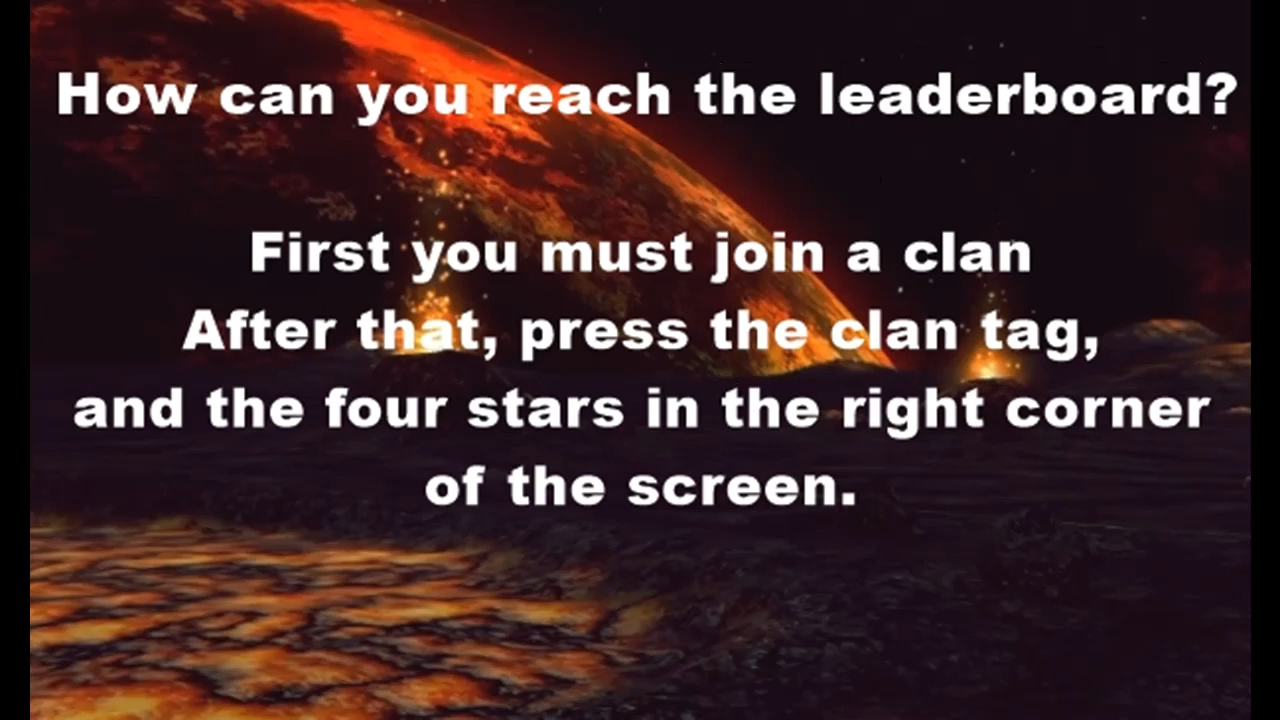 How can you reach the leaderboard?
First you must join a clan
After that, press the clan tag,
and the four stars in the right corner
of the screen.